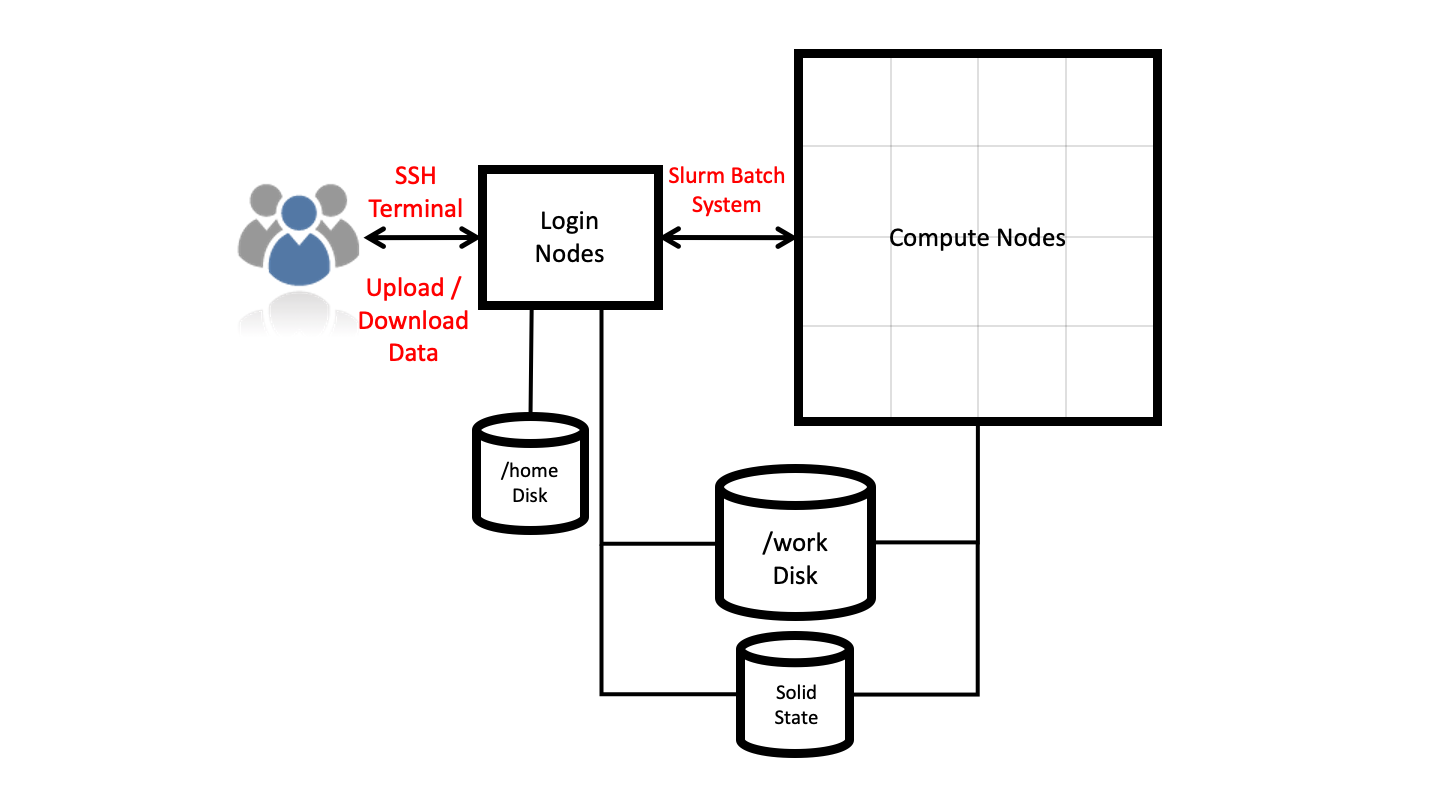 SSH
Terminal
Upload /
Download
Data
Login
Nodes
Slurm Batch
System
Compute Nodes
/home
Disk
/work
Disk
Solid
State